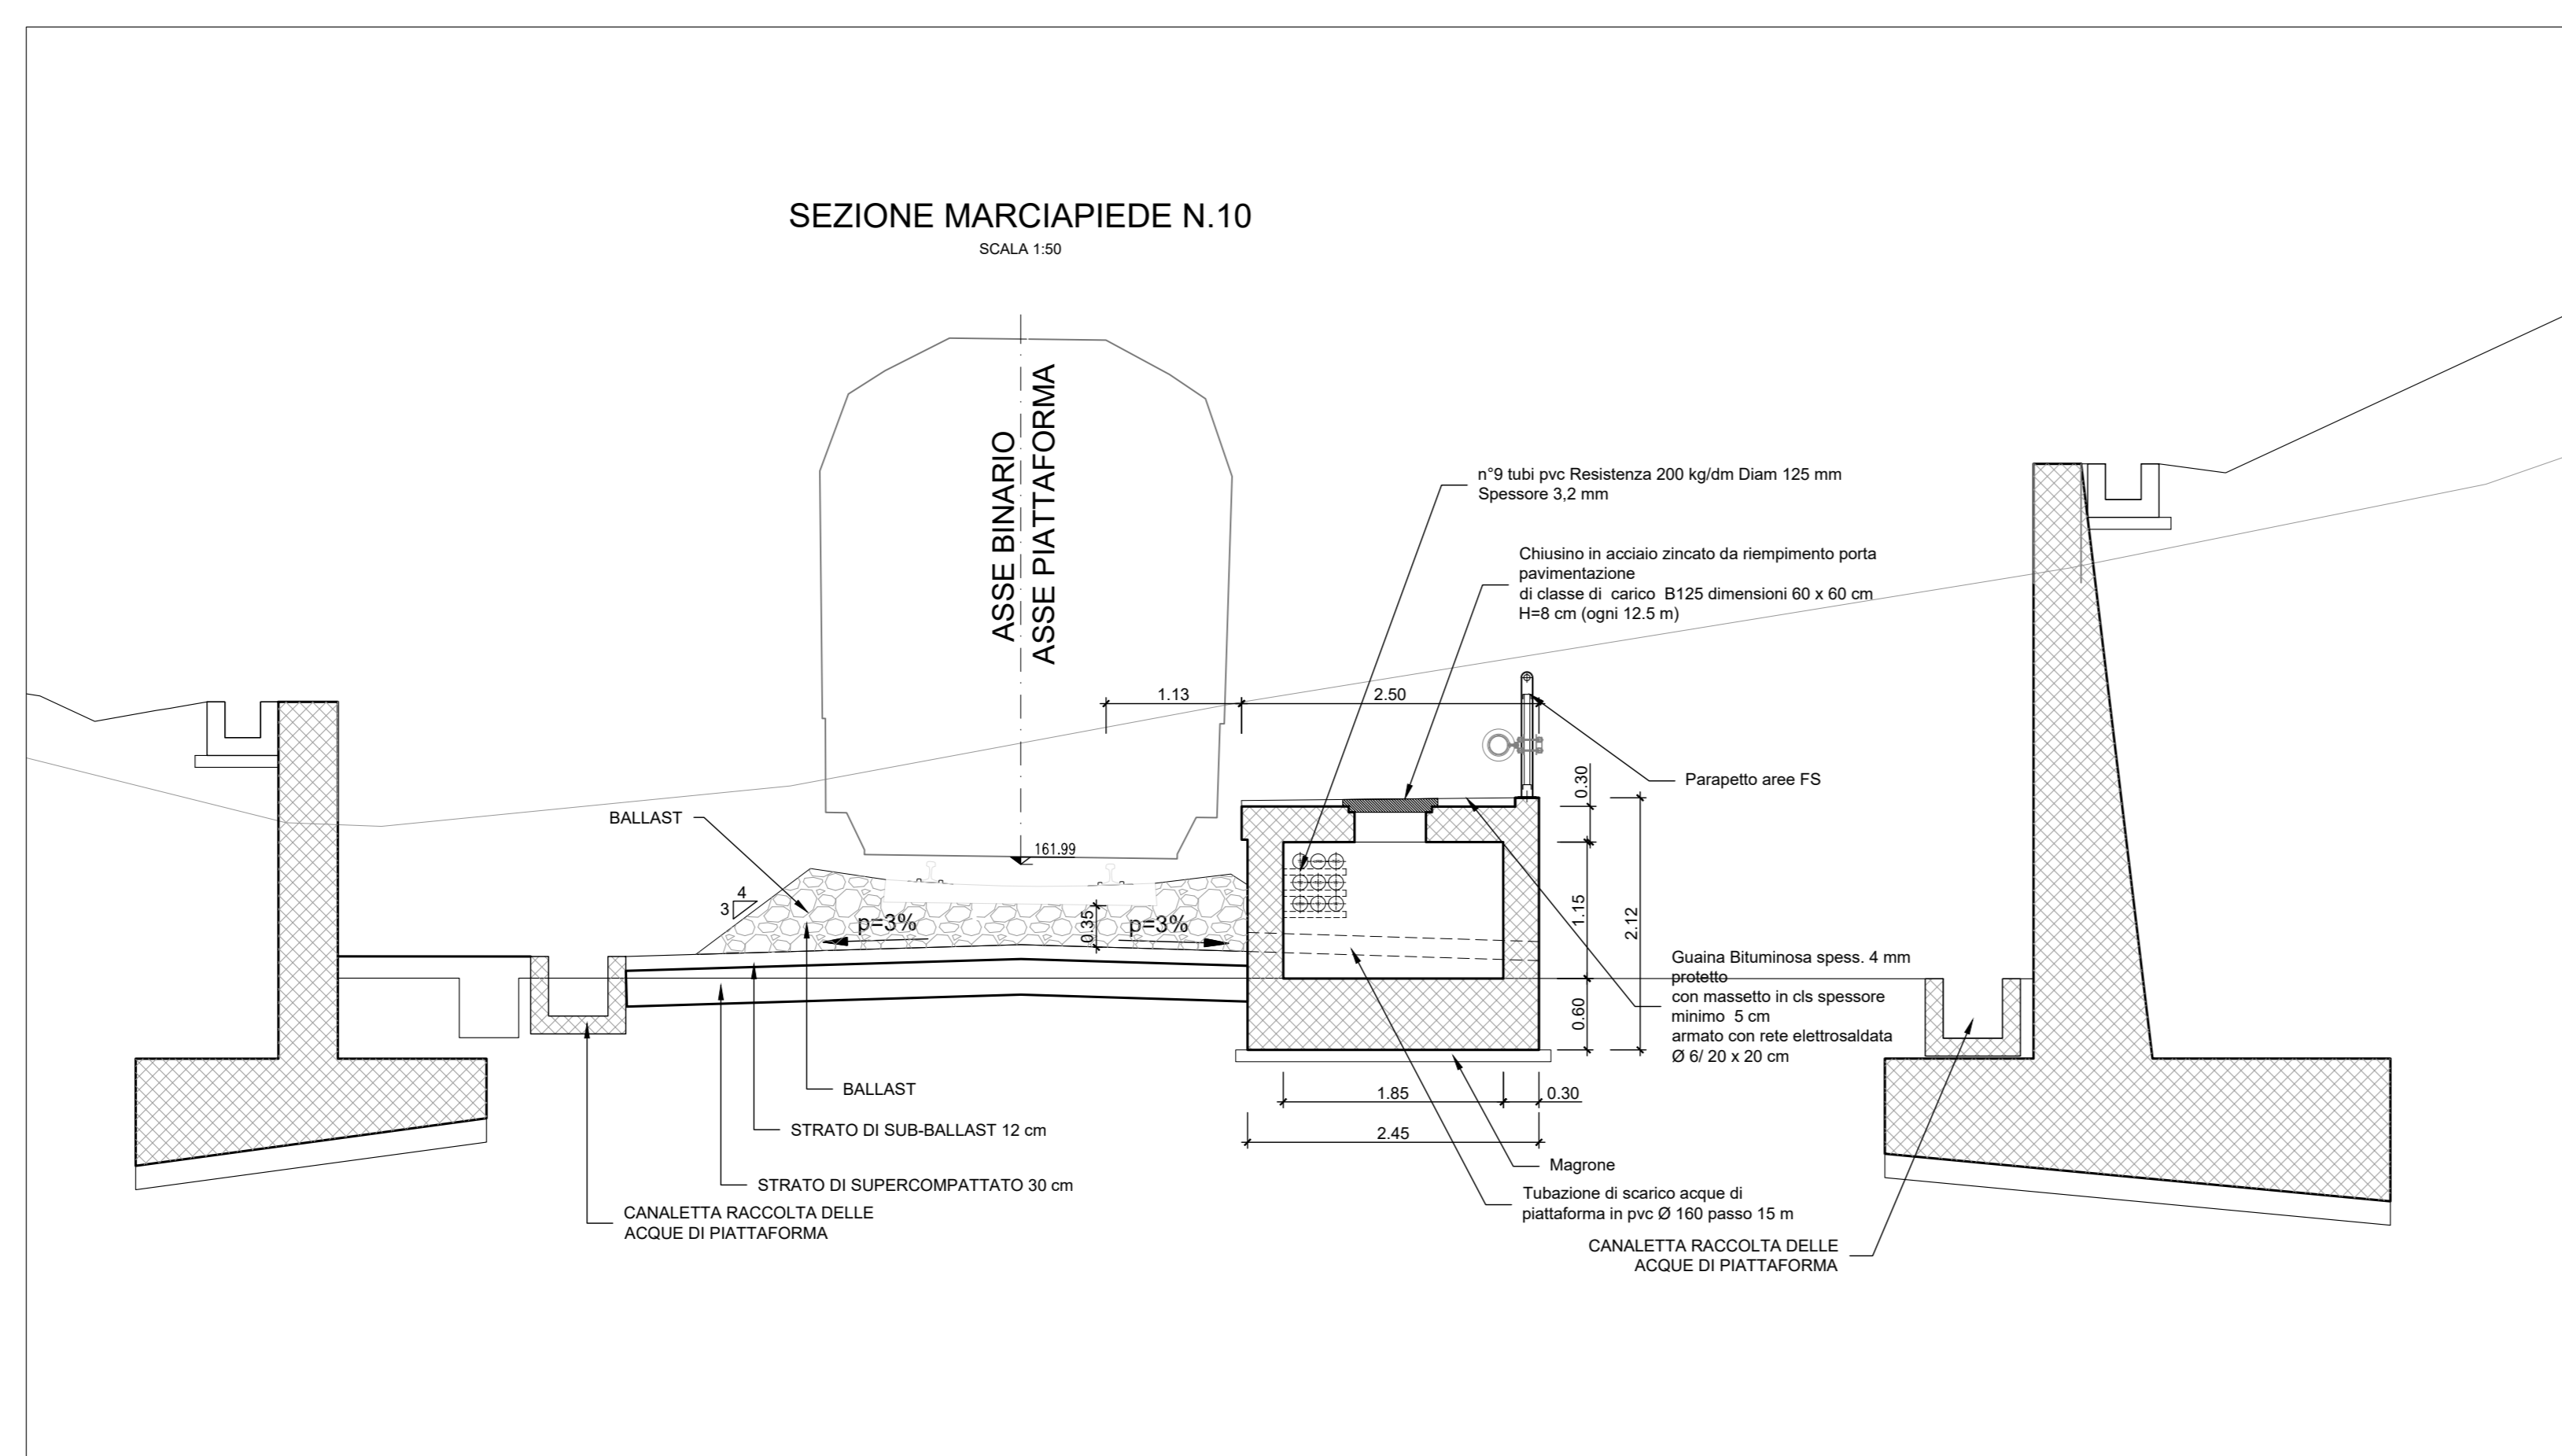 SEZIONE MARCIAPIEDE N.10
SCALA 1:50
ASSE BINARIO
ASSE PIATTAFORMA
n°9 tubi pvc Resistenza 200 kg/dm Diam 125 mm
Spessore 3,2 mm
Chiusino in acciaio zincato da riempimento porta
pavimentazione
di classe di carico B125 dimensioni 60 x 60 cm
H=8 cm (ogni 12.5 m)
1.13
2.50
Parapetto aree FS
0.30
BALLAST
161.99
4
3
p=3%
0.35
p=3%
1.15
2.12
Guaina Bituminosa spess. 4 mm
protetto
con massetto in cls spessore
minimo 5 cm
armato con rete elettrosaldata
Ø 6/ 20 x 20 cm
0.60
BALLAST
1.85
0.30
STRATO DI SUB-BALLAST 12 cm
2.45
Magrone
STRATO DI SUPERCOMPATTATO 30 cm
Tubazione di scarico acque di
piattaforma in pvc Ø 160 passo 15 m
CANALETTA RACCOLTA DELLE
ACQUE DI PIATTAFORMA
CANALETTA RACCOLTA DELLE
ACQUE DI PIATTAFORMA